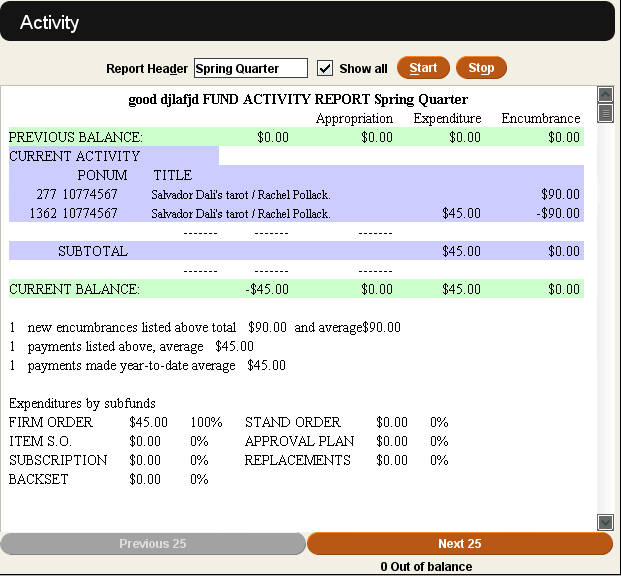 Activity
Report Header Spring Quarter Show all Start Stop
good djlafjd FUND ACTIVITY REPORT Spring Quarter
Appropriation Expenditure Encumbrance
PREVIOUS BALANCE: $0.00 $0.00 $0.00 $0.00
CURRENT ACTIVITY
PONUM TITLE
277 10774567 Salvador Dali's tarot / Rachel Pollack. $90.00
1362 10774567 Salvador Dali's tarot / Rachel Pollack. $45.00 -$90.00
------- ------- -------
SUBTOTAL $45.00 $0.00
------- ------- -------
CURRENT BALANCE: -$45.00 $0.00 $45.00 $0.00
1 new encumbrances listed above total $90.00 and average$90.00
1 payments listed above, average $45.00
1 payments made year-to-date average $45.00
Expenditures by subfunds
FIRM ORDER $45.00 100% STAND ORDER $0.00 0%
ITEM S.O. $0.00 0% APPROVAL PLAN $0.00 0%
SUBSCRIPTION $0.00 0% REPLACEMENTS $0.00 0%
BACKSET $0.00 0%
Previous 25 Next 25
0 Out of balance